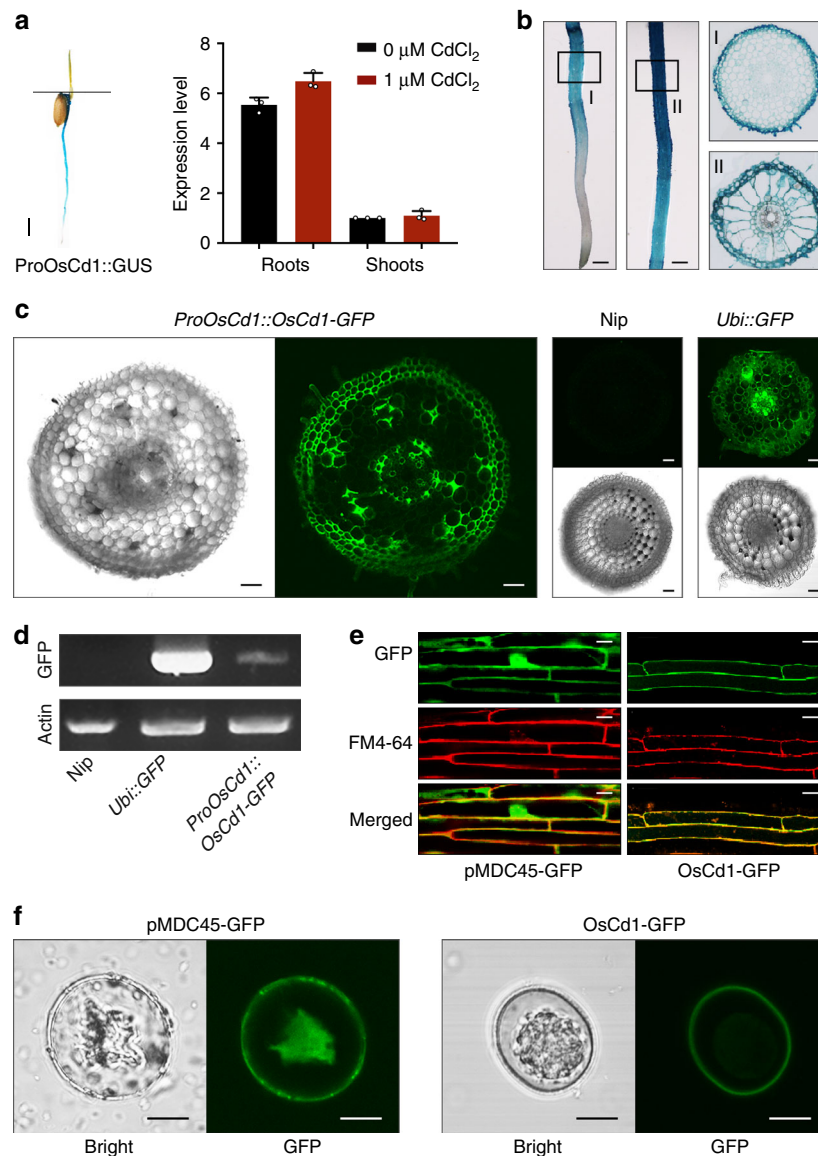 a
Expression level
8
6
4
2
0
0 µM CdCl₂
1 µM CdCl₂
Roots Shoots
ProOsCd1::GUS
b
I
II
I
II
c
ProOsCd1::OsCd1-GFP
Nip
Ubi::GFP
d
GFP
Actin
Nip
Ubi::GFP
ProOsCd1::
OsCd1-GFP
e
GFP
FM4-64
Merged
pMDC45-GFP
OsCd1-GFP
f
pMDC45-GFP
OsCd1-GFP
Bright
GFP
Bright
GFP